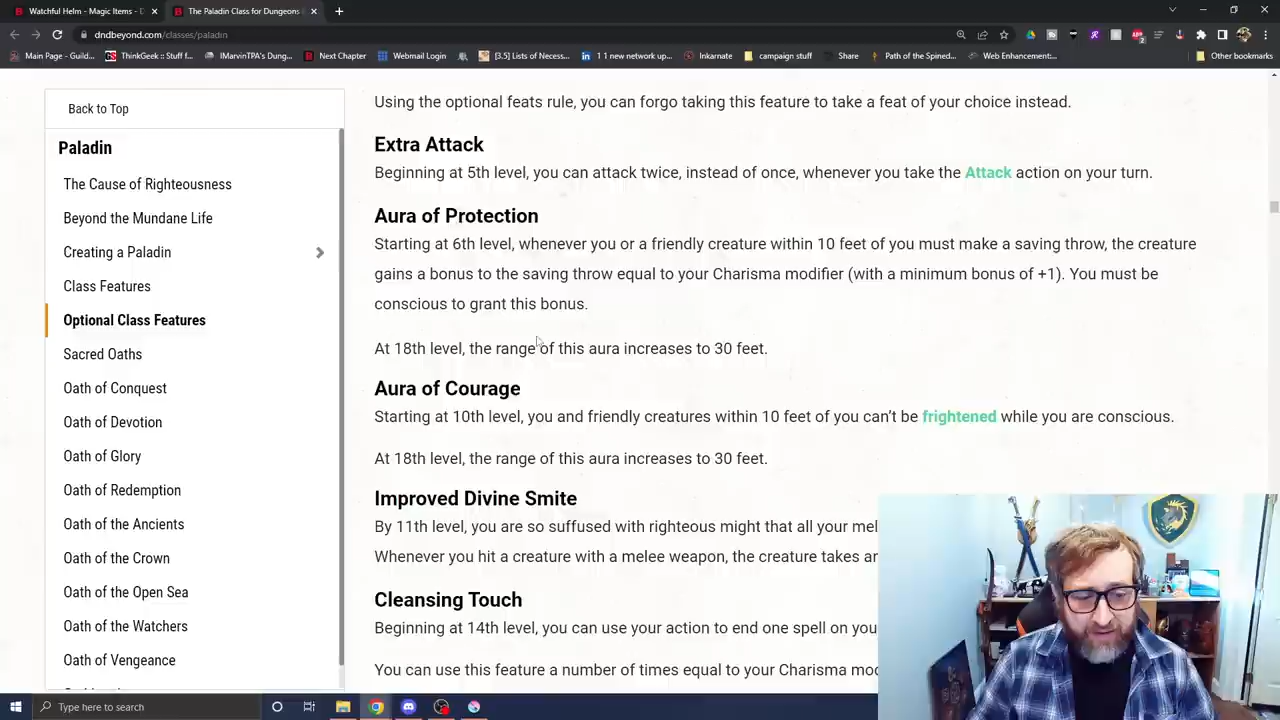 Watchful Helm - Magic Items - D
The Paladin Class for Dungeons
dndbeyond.com/classes/paladin
Main Page - Guild...
ThinkGeek :: Stuff f...
IMarvinTPA's Dung...
Next Chapter
Webmail Login
[3.5] Lists of Necess...
1 1 new network up...
Inkarnate
campaign stuff
Share
Path of the Spined...
Web Enhancement:...
Other bookmarks
Back to Top
Paladin
The Cause of Righteousness
Beyond the Mundane Life
Creating a Paladin
Class Features
Optional Class Features
Sacred Oaths
Oath of Conquest
Oath of Devotion
Oath of Glory
Oath of Redemption
Oath of the Ancients
Oath of the Crown
Oath of the Open Sea
Oath of the Watchers
Oath of Vengeance
Using the optional feats rule, you can forgo taking this feature to take a feat of your choice instead.
Extra Attack
Beginning at 5th level, you can attack twice, instead of once, whenever you take the Attack action on your turn.
Aura of Protection
Starting at 6th level, whenever you or a friendly creature within 10 feet of you must make a saving throw, the creature
gains a bonus to the saving throw equal to your Charisma modifier (with a minimum bonus of +1). You must be
conscious to grant this bonus.
At 18th level, the range of this aura increases to 30 feet.
Aura of Courage
Starting at 10th level, you and friendly creatures within 10 feet of you can't be frightened while you are conscious.
At 18th level, the range of this aura increases to 30 feet.
Improved Divine Smite
By 11th level, you are so suffused with righteous might that all your mel
Whenever you hit a creature with a melee weapon, the creature takes an
Cleansing Touch
Beginning at 14th level, you can use your action to end one spell on you
You can use this feature a number of times equal to your Charisma mod
Type here to search